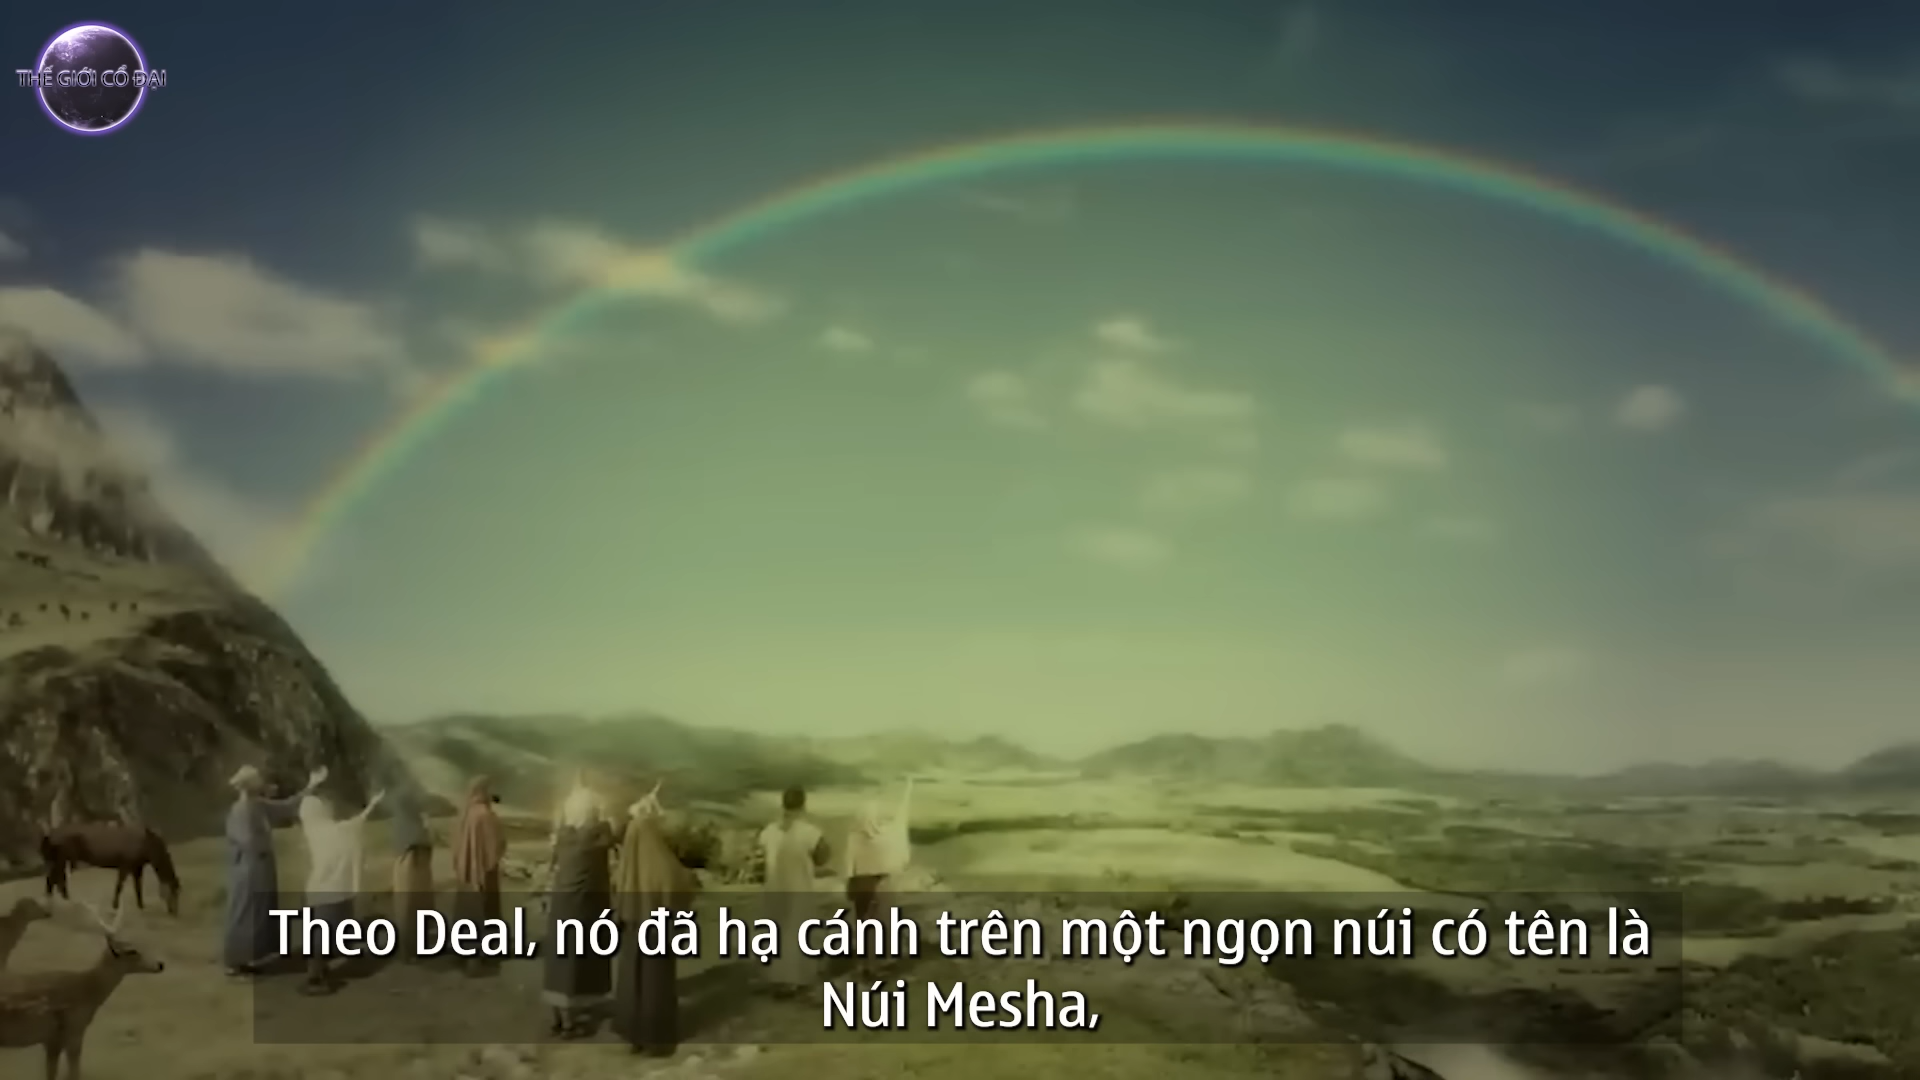 THẾ GIỚI CỔ ĐẠI
Theo Deal, nó đã hạ cánh trên một ngọn núi có tên là
Núi Mesha,